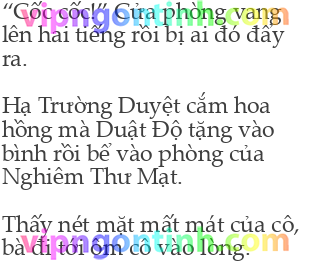 “Cốc cốc!” Cửa phòng vang
lên hai tiếng rồi bị ai đó đẩy
ra.
Hạ Trường Duyệt cắm hoa
hồng mà Duật Độ tặng vào
bình rồi bể vào phòng của
Nghiêm Thư Mạt.
Thấy nét mặt mất mát của cô,
bà đi tới ôm cô vào lòng.
vipngontinh.com
vipngontinh.com